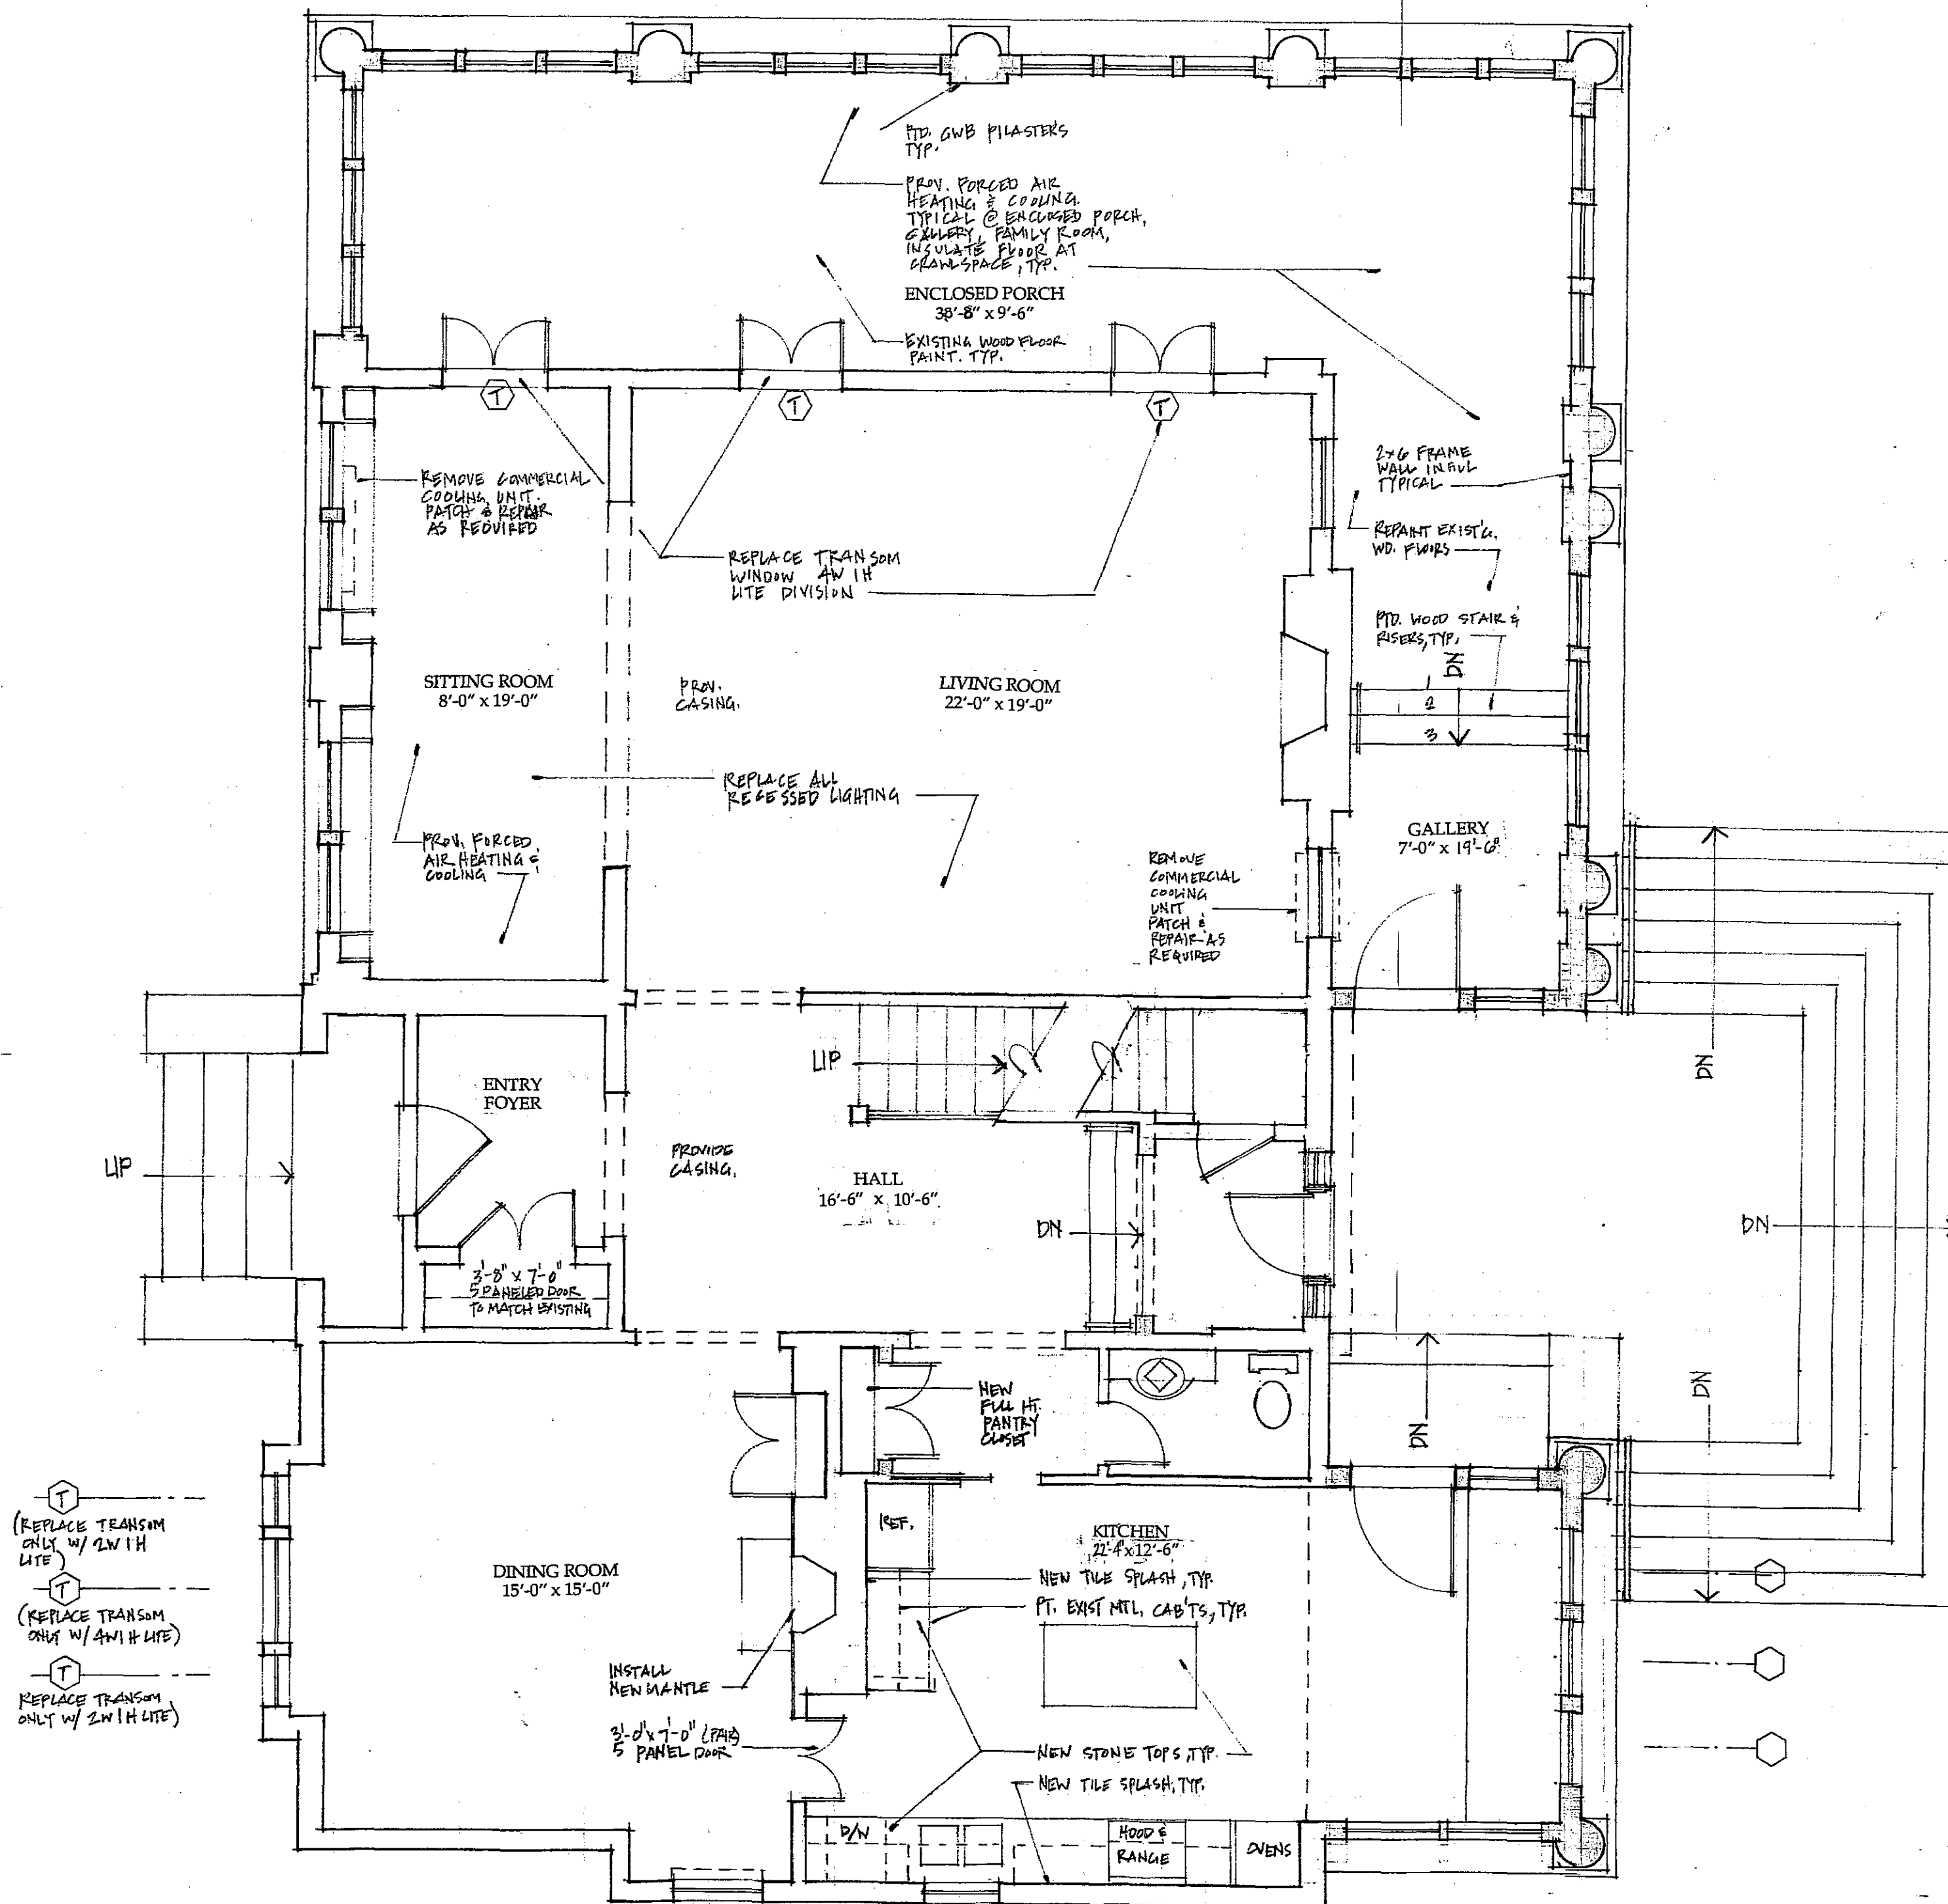 PTD. GWB PILASTERS
TYP.
PROV. FORCED AIR
HEATING & COOLING.
TYPICAL @ ENCLOSED PORCH,
GALLERY, FAMILY ROOM,
INSULATE FLOOR AT
CRAWLSPACE, TYP.
ENCLOSED PORCH
38'-8" x 9'-6"
EXISTING WOOD FLOOR
PAINT. TYP.
T
T
T
REMOVE COMMERCIAL
COOLING UNIT.
PATCH & REPAIR
AS REQUIRED
2x6 FRAME
WALL INSUL
TYPICAL
REPAINT EXIST'G.
WD. FLOORS
REPLACE TRANSOM
WINDOW 4W 1H
LITE DIVISION
PTD. WOOD STAIR &
RISERS, TYP.
DN
1
2
3
SITTING ROOM
8'-0" x 19'-0"
PROV.
CASING.
LIVING ROOM
22'-0" x 19'-0"
REPLACE ALL
RECESSED LIGHTING
PROV. FORCED
AIR HEATING &
COOLING
GALLERY
7'-0" x 19'-6"
REMOVE
COMMERCIAL
COOLING
UNIT
PATCH &
REPAIR AS
REQUIRED
UP
DN
ENTRY
FOYER
UP
PROVIDE
CASING.
HALL
16'-6" x 10'-6"
DN
DN
3'-8" x 7'-0"
5 PANELED DOOR
TO MATCH EXISTING
NEW
FULL HT.
PANTRY
CLOSET
DN
DN
T
(REPLACE TRANSOM
ONLY W/ 2W 1H
LITE)
T
(REPLACE TRANSOM
ONLY W/ 4W1H LITE)
T
REPLACE TRANSOM
ONLY W/ 2W1H LITE)
REF.
KITCHEN
22'-4" x 12'-6"
DINING ROOM
15'-0" x 15'-0"
NEW TILE SPLASH, TYP.
PT. EXIST MTL. CAB'TS, TYP.
INSTALL
NEW MANTLE
3'-0" x 7'-0" (PAIR)
5 PANEL DOOR
NEW STONE TOPS, TYP.
NEW TILE SPLASH, TYP.
D/W
HOOD &
RANGE
OVENS